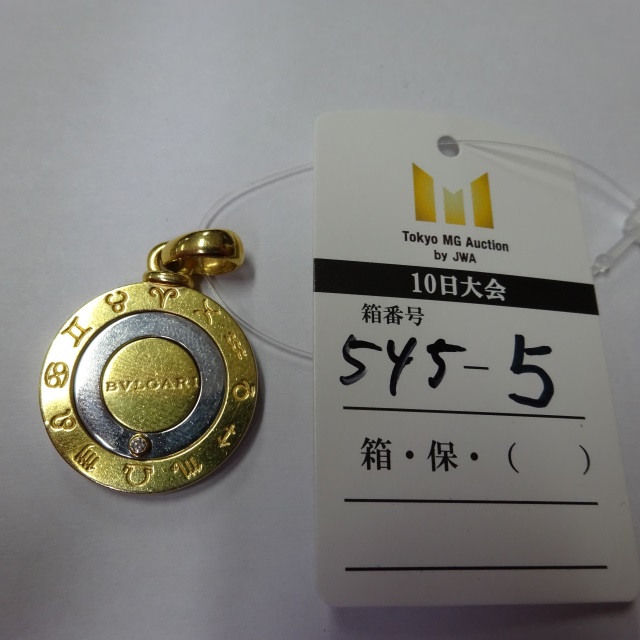 BVLGARI
Tokyo MG Auction
by JWA
10日大会
箱番号
545-5
箱・保・(　　)